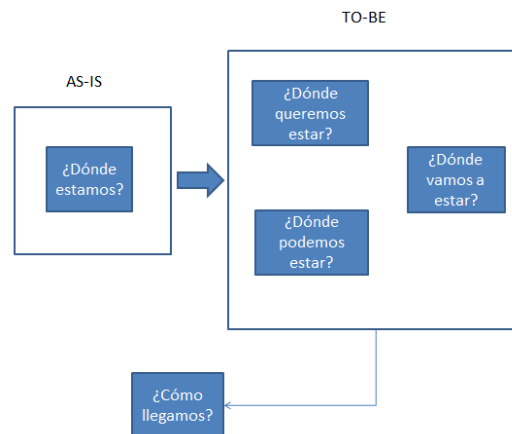 TO-BE
AS-IS
¿Dónde
estamos?
¿Dónde
queremos
estar?
¿Dónde
podemos
estar?
¿Dónde
vamos a
estar?
¿Cómo
llegamos?